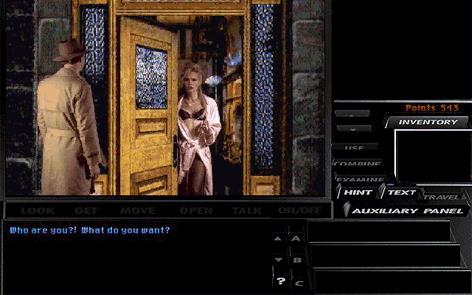 Points 543
INVENTORY
USE
COMBINE
EXAMINE
HINT TEXT TRAVEL
AUXILIARY PANEL
LOOK GET MOVE OPEN TALK ON/OFF
Who are you?! What do you want?
A
B
? C